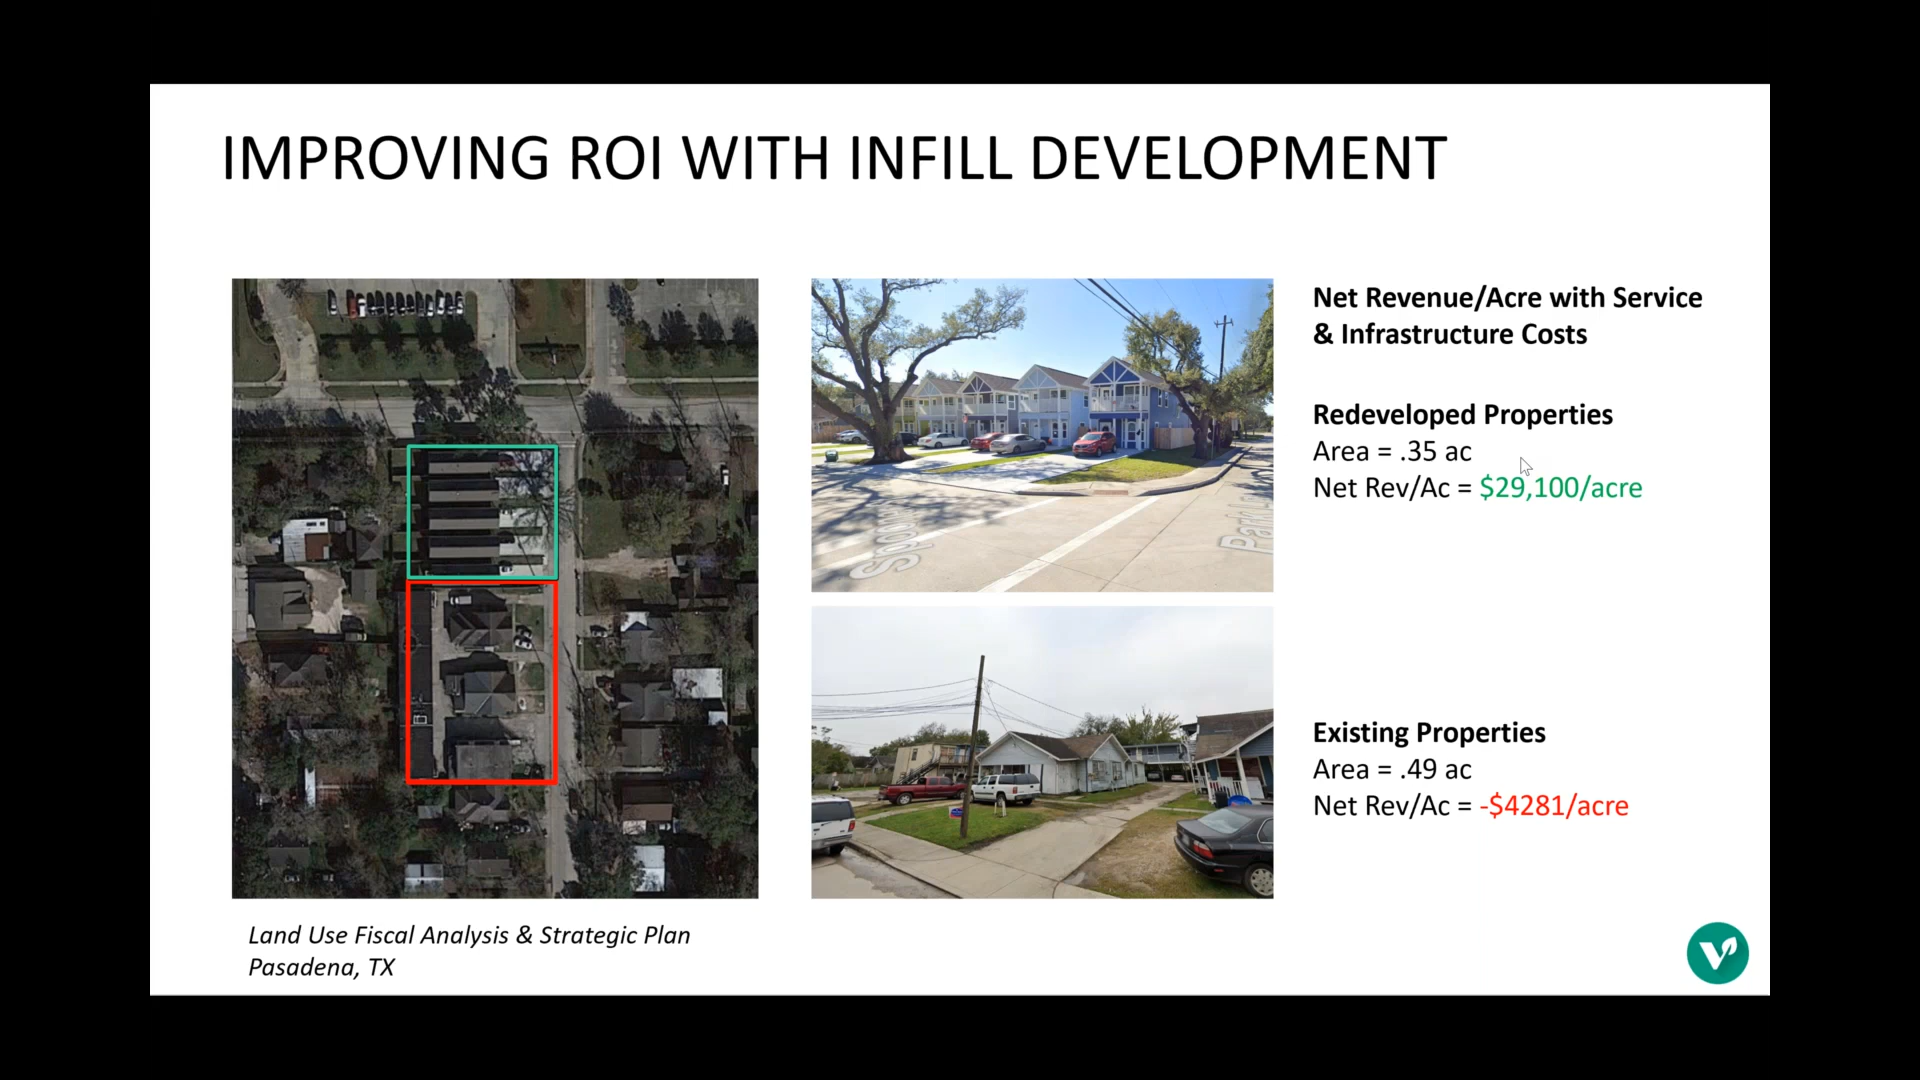 IMPROVING ROI WITH INFILL DEVELOPMENT
Net Revenue/Acre with Service
& Infrastructure Costs
Redeveloped Properties
Area = .35 ac
Net Rev/Ac = $29,100/acre
Existing Properties
Area = .49 ac
Net Rev/Ac = -$4281/acre
Land Use Fiscal Analysis & Strategic Plan
Pasadena, TX